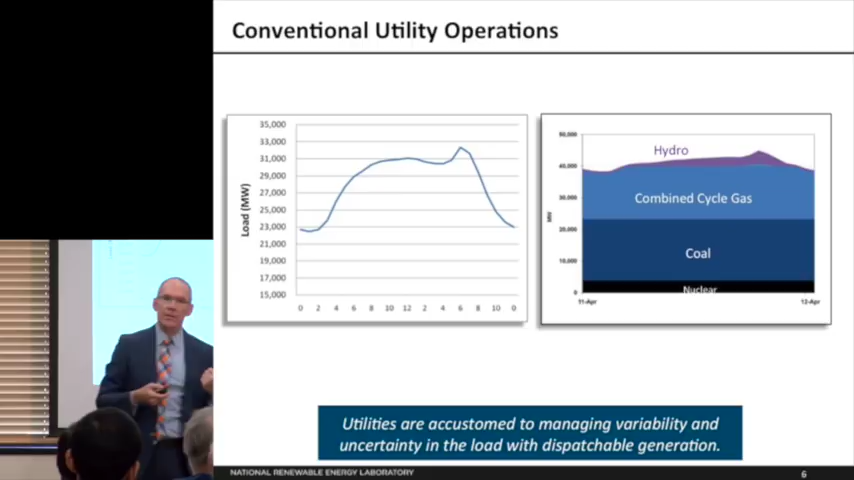 Conventional Utility Operations
35,000
33,000
31,000
29,000
27,000
25,000
23,000
21,000
19,000
17,000
15,000
Load (MW)
0 2 4 6 8 10 12 2 4 6 8 10 0
50,000
40,000
30,000
20,000
10,000
0
MW
Hydro
Combined Cycle Gas
Coal
Nuclear
11-Apr 12-Apr
Utilities are accustomed to managing variability and
uncertainty in the load with dispatchable generation.
NATIONAL RENEWABLE ENERGY LABORATORY 6